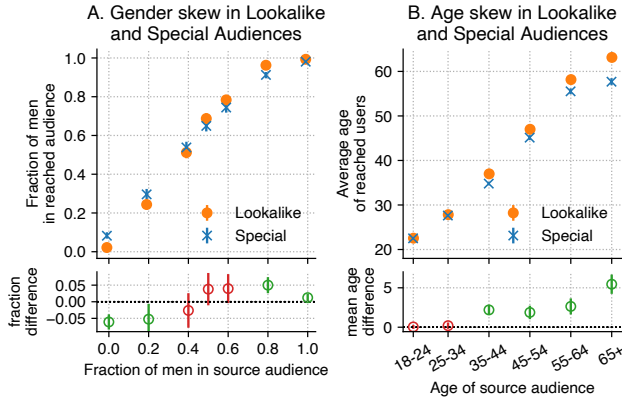 A. Gender skew in Lookalike
and Special Audiences
Fraction of men
in reached audience
1.0
0.8
0.6
0.4
0.2
0.0
Lookalike
Special
fraction
difference
0.05
0.00
−0.05
0.0 0.2 0.4 0.6 0.8 1.0
Fraction of men in source audience
B. Age skew in Lookalike
and Special Audiences
Average age
of reached users
60
50
40
30
20
Lookalike
Special
mean age
difference
5
0
18-24 25-34 35-44 45-54 55-64 65+
Age of source audience